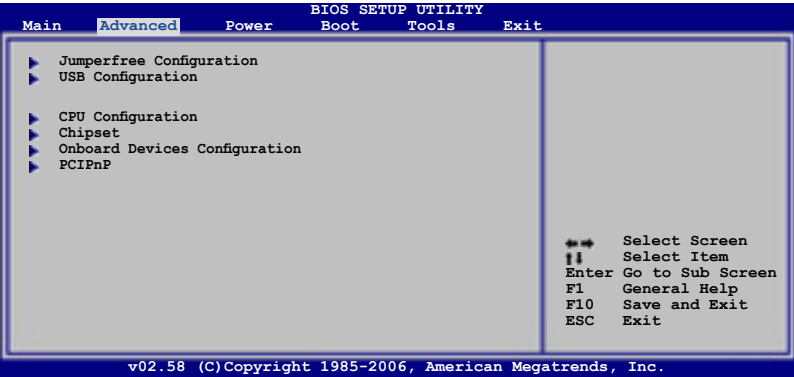 BIOS SETUP UTILITY
Main Advanced Power Boot Tools Exit
Jumperfree Configuration
USB Configuration
CPU Configuration
Chipset
Onboard Devices Configuration
PCIPnP
Select Screen
Select Item
Enter Go to Sub Screen
F1 General Help
F10 Save and Exit
ESC Exit
v02.58 (C)Copyright 1985-2006, American Megatrends, Inc.